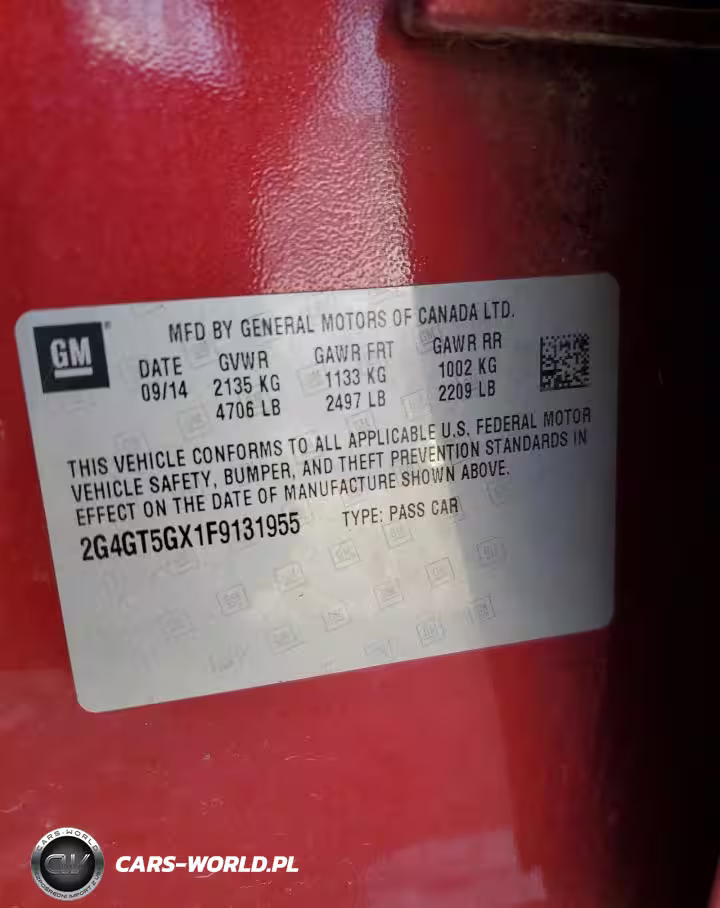 MFD BY GENERAL MOTORS OF CANADA LTD.
GM®
DATE GVWR GAWR FRT GAWR RR
09/14 2135 KG 1133 KG 1002 KG
4706 LB 2497 LB 2209 LB
THIS VEHICLE CONFORMS TO ALL APPLICABLE U.S. FEDERAL MOTOR
VEHICLE SAFETY, BUMPER, AND THEFT PREVENTION STANDARDS IN
EFFECT ON THE DATE OF MANUFACTURE SHOWN ABOVE.
2G4GT5GX1F9131955 TYPE: PASS CAR
CARS-WORLD
CW
CARS-WORLD.PL